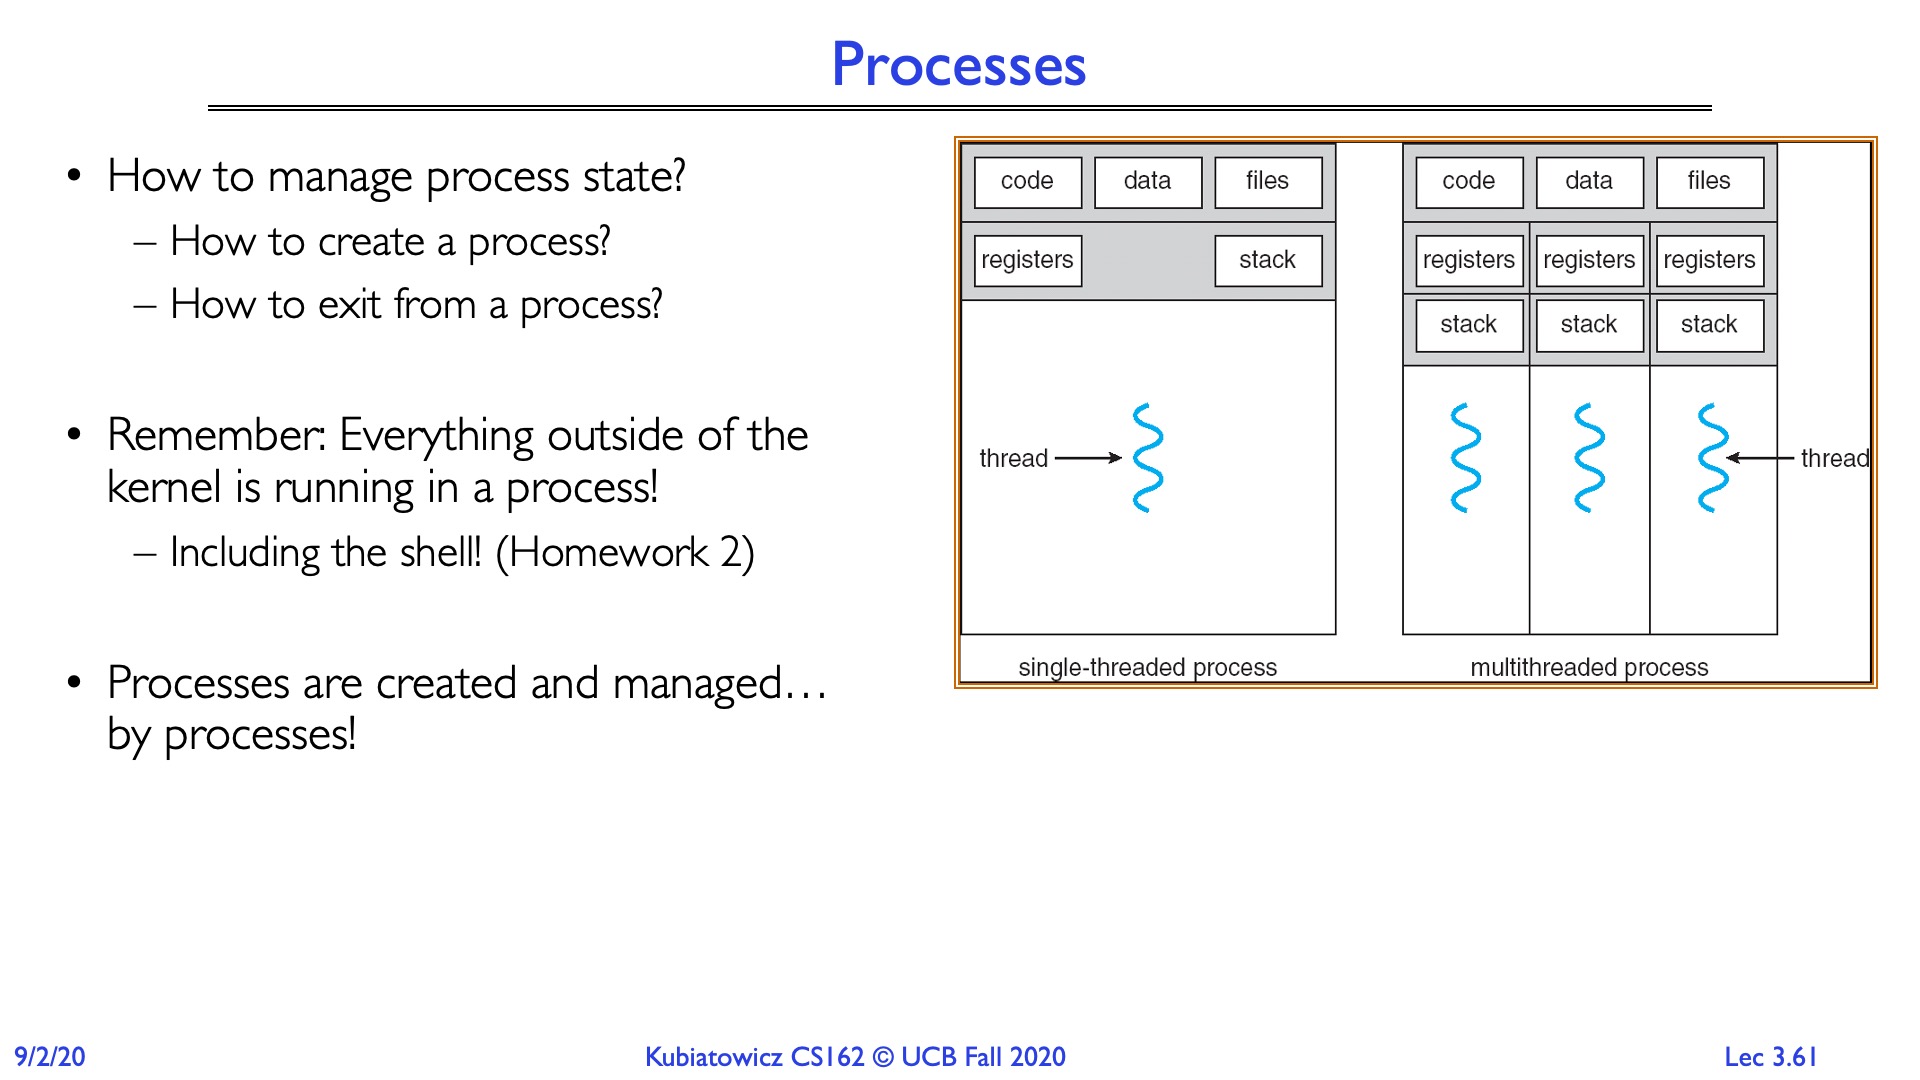 Processes
• How to manage process state?
– How to create a process?
– How to exit from a process?
• Remember: Everything outside of the
kernel is running in a process!
– Including the shell! (Homework 2)
• Processes are created and managed…
by processes!
code data files
registers stack
thread
single-threaded process
code data files
registers registers registers
stack stack stack
thread
multithreaded process
9/2/20
Kubiatowicz CS162 © UCB Fall 2020
Lec 3.61